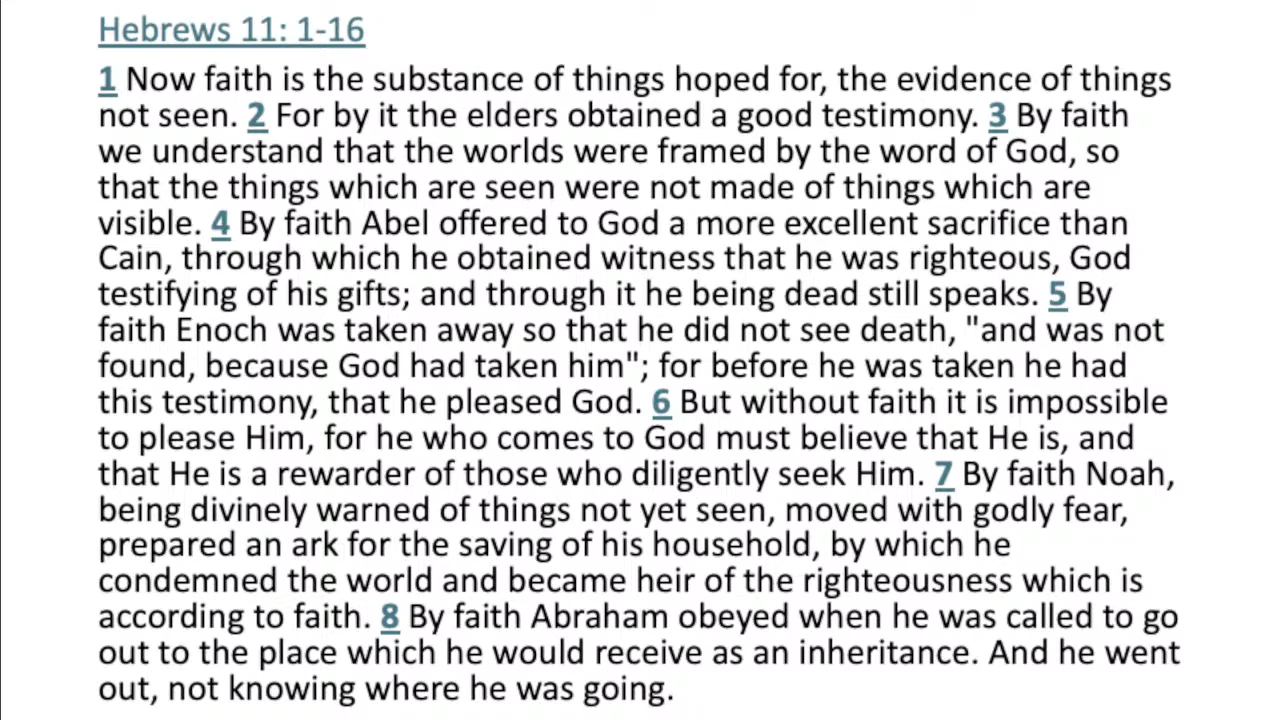 Hebrews 11: 1-16
1 Now faith is the substance of things hoped for, the evidence of things
not seen. 2 For by it the elders obtained a good testimony. 3 By faith
we understand that the worlds were framed by the word of God, so
that the things which are seen were not made of things which are
visible. 4 By faith Abel offered to God a more excellent sacrifice than
Cain, through which he obtained witness that he was righteous, God
testifying of his gifts; and through it he being dead still speaks. 5 By
faith Enoch was taken away so that he did not see death, "and was not
found, because God had taken him"; for before he was taken he had
this testimony, that he pleased God. 6 But without faith it is impossible
to please Him, for he who comes to God must believe that He is, and
that He is a rewarder of those who diligently seek Him. 7 By faith Noah,
being divinely warned of things not yet seen, moved with godly fear,
prepared an ark for the saving of his household, by which he
condemned the world and became heir of the righteousness which is
according to faith. 8 By faith Abraham obeyed when he was called to go
out to the place which he would receive as an inheritance. And he went
out, not knowing where he was going.